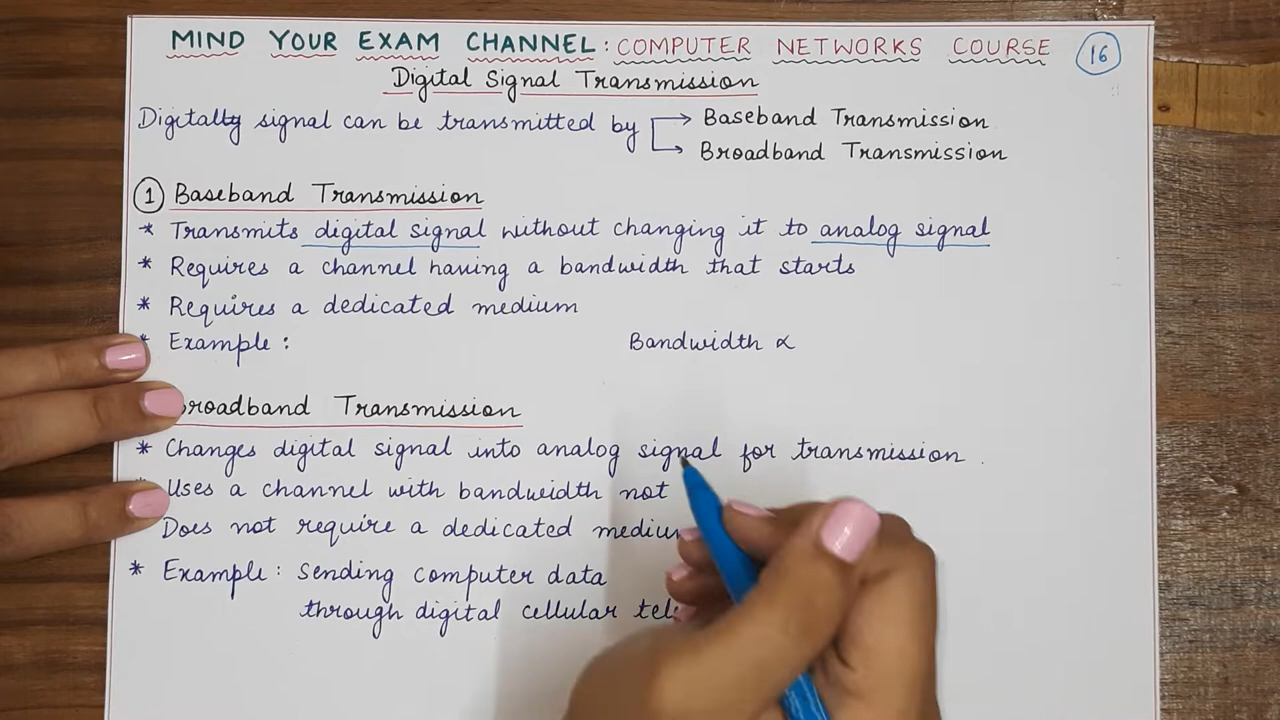 MIND YOUR EXAM CHANNEL: COMPUTER NETWORKS COURSE 16
Digital Signal Transmission
Digitally signal can be transmitted by
Baseband Transmission
Broadband Transmission
1 Baseband Transmission
* Transmits digital signal without changing it to analog signal
* Requires a channel having a bandwidth that starts
* Requires a dedicated medium
* Example : Bandwidth ∝
Broadband Transmission
* Changes digital signal into analog signal for transmission
Uses a channel with bandwidth not
Does not require a dedicated
* Example : Sending computer data
through digital cellular